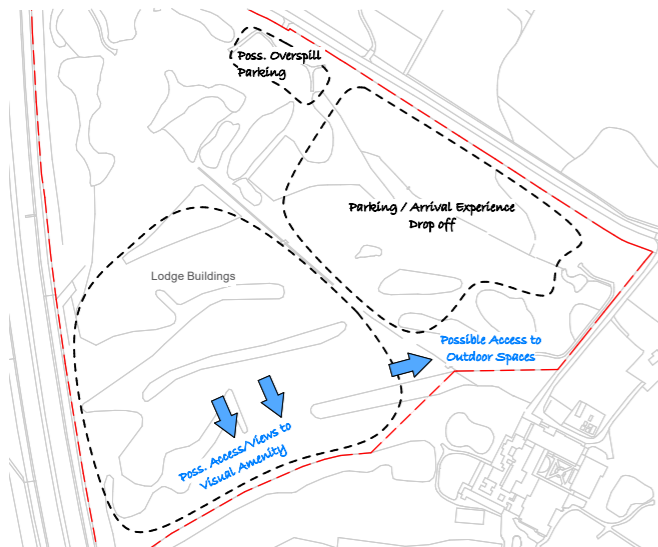 Poss. Overspill
Parking
Parking / Arrival Experience
Drop off
Lodge Buildings
Possible Access to
Outdoor Spaces
Poss. Access/Views to
Visual Amenity